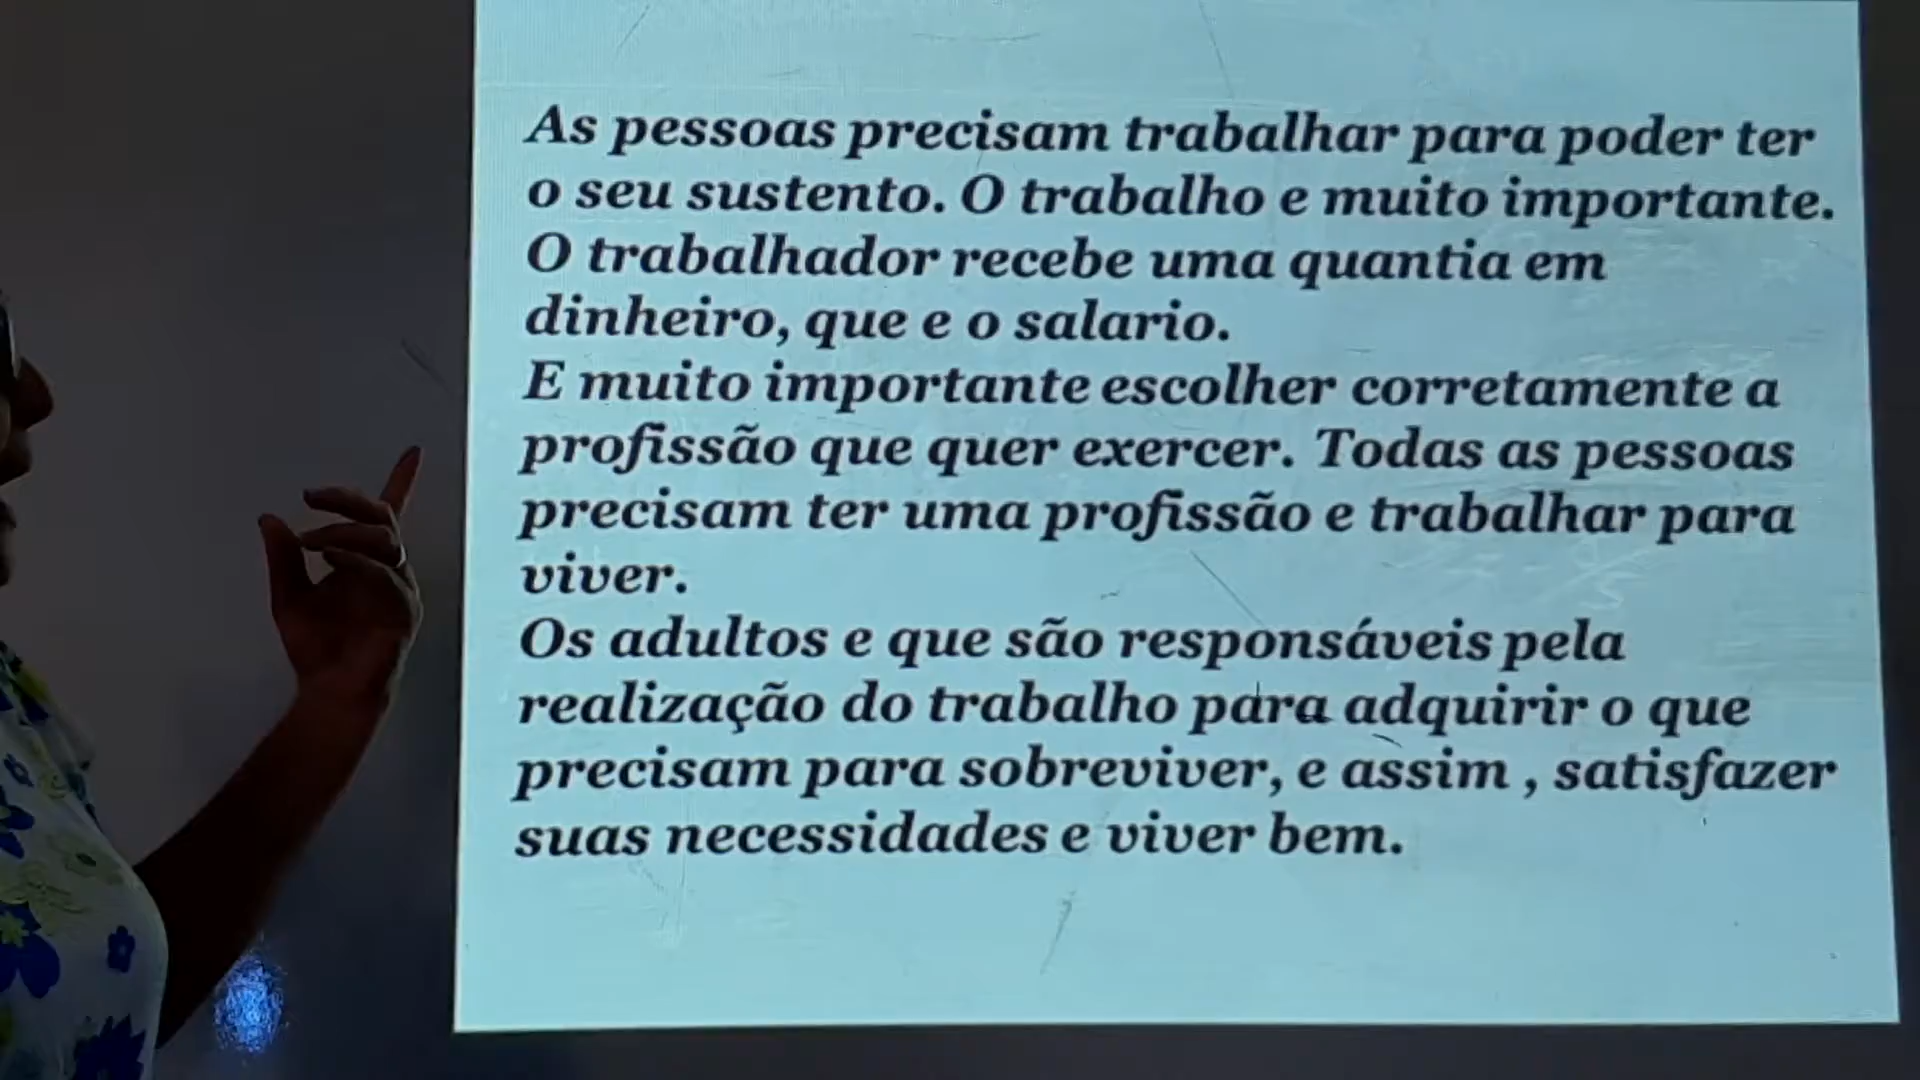 As pessoas precisam trabalhar para poder ter
o seu sustento. O trabalho e muito importante.
O trabalhador recebe uma quantia em
dinheiro, que e o salario.
E muito importante escolher corretamente a
profissão que quer exercer. Todas as pessoas
precisam ter uma profissão e trabalhar para
viver.
Os adultos e que são responsáveis pela
realização do trabalho para adquirir o que
precisam para sobreviver, e assim , satisfazer
suas necessidades e viver bem.